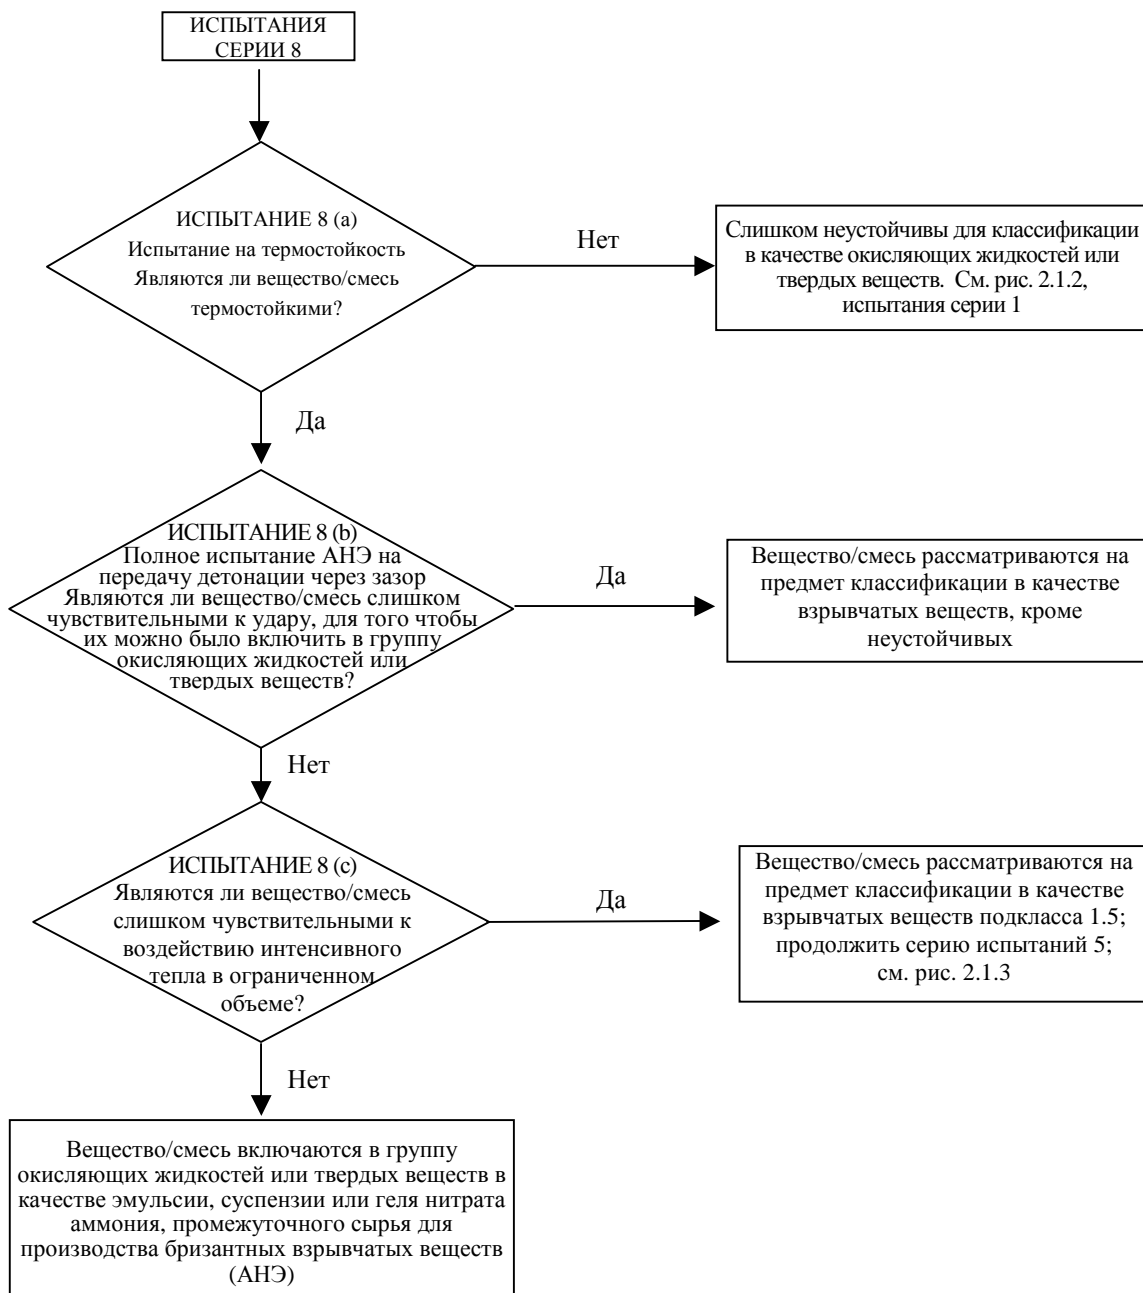 ИСПЫТАНИЯ
СЕРИИ 8
ИСПЫТАНИЕ 8 (a)
Испытание на термостойкость
Являются ли вещество/смесь
термостойкими?
Нет
Слишком неустойчивы для классификации
в качестве окисляющих жидкостей или
твердых веществ. См. рис. 2.1.2,
испытания серии 1
Да
ИСПЫТАНИЕ 8 (b)
Полное испытание АНЭ на
передачу детонации через зазор
Являются ли вещество/смесь слишком
чувствительными к удару, для того чтобы
их можно было включить в группу
окисляющих жидкостей или
твердых веществ?
Да
Вещество/смесь рассматриваются на
предмет классификации в качестве
взрывчатых веществ, кроме
неустойчивых
Нет
ИСПЫТАНИЕ 8 (c)
Являются ли вещество/смесь
слишком чувствительными к
воздействию интенсивного
тепла в ограниченном
объеме?
Да
Вещество/смесь рассматриваются на
предмет классификации в качестве
взрывчатых веществ подкласса 1.5;
продолжить серию испытаний 5;
см. рис. 2.1.3
Нет
Вещество/смесь включаются в группу
окисляющих жидкостей или твердых веществ в
качестве эмульсии, суспензии или геля нитрата
аммония, промежуточного сырья для
производства бризантных взрывчатых веществ
(АНЭ)